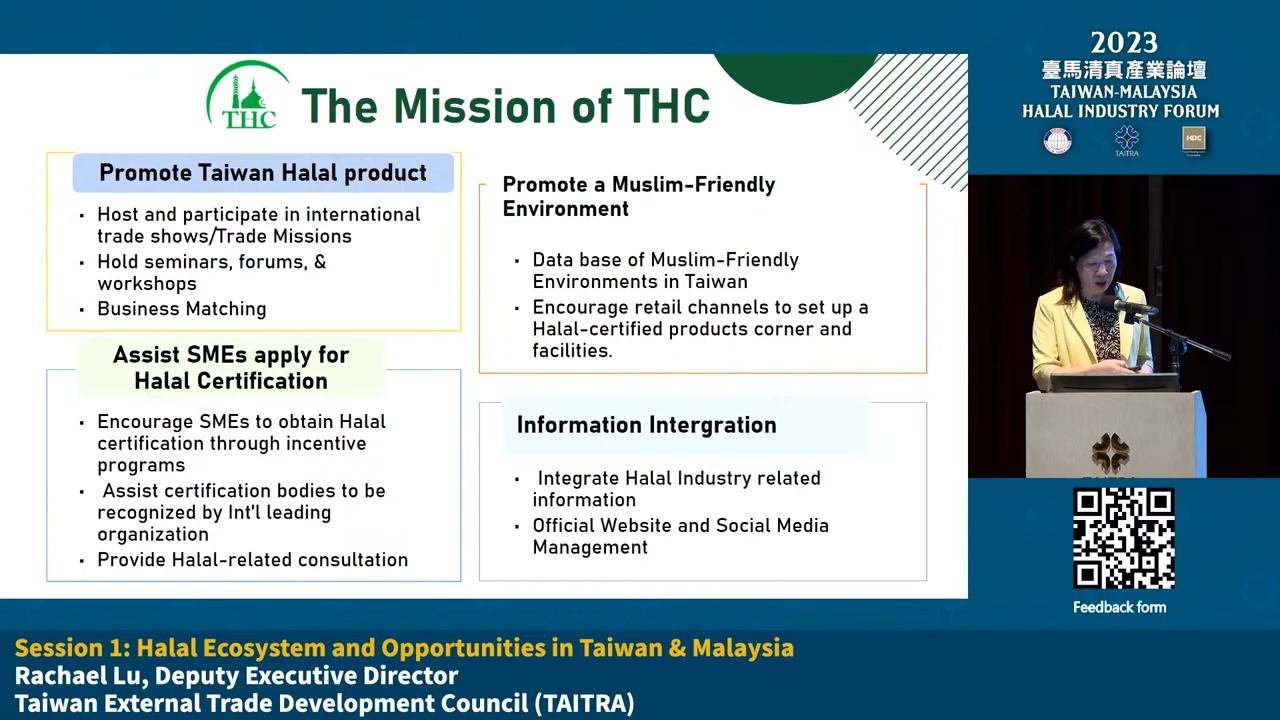 THC
The Mission of THC
Promote Taiwan Halal product
▪ Host and participate in international
trade shows/Trade Missions
▪ Hold seminars, forums, &
workshops
▪ Business Matching
Assist SMEs apply for
Halal Certification
▪ Encourage SMEs to obtain Halal
certification through incentive
programs
▪ Assist certification bodies to be
recognized by Int'l leading
organization
▪ Provide Halal-related consultation
Promote a Muslim-Friendly
Environment
▪ Data base of Muslim-Friendly
Environments in Taiwan
▪ Encourage retail channels to set up a
Halal-certified products corner and
facilities.
Information Intergration
▪ Integrate Halal Industry related
information
▪ Official Website and Social Media
Management
2023
臺馬清真產業論壇
TAIWAN-MALAYSIA
HALAL INDUSTRY FORUM
TAITRA
HDC
Feedback form
Session 1: Halal Ecosystem and Opportunities in Taiwan & Malaysia
Rachael Lu, Deputy Executive Director
Taiwan External Trade Development Council (TAITRA)